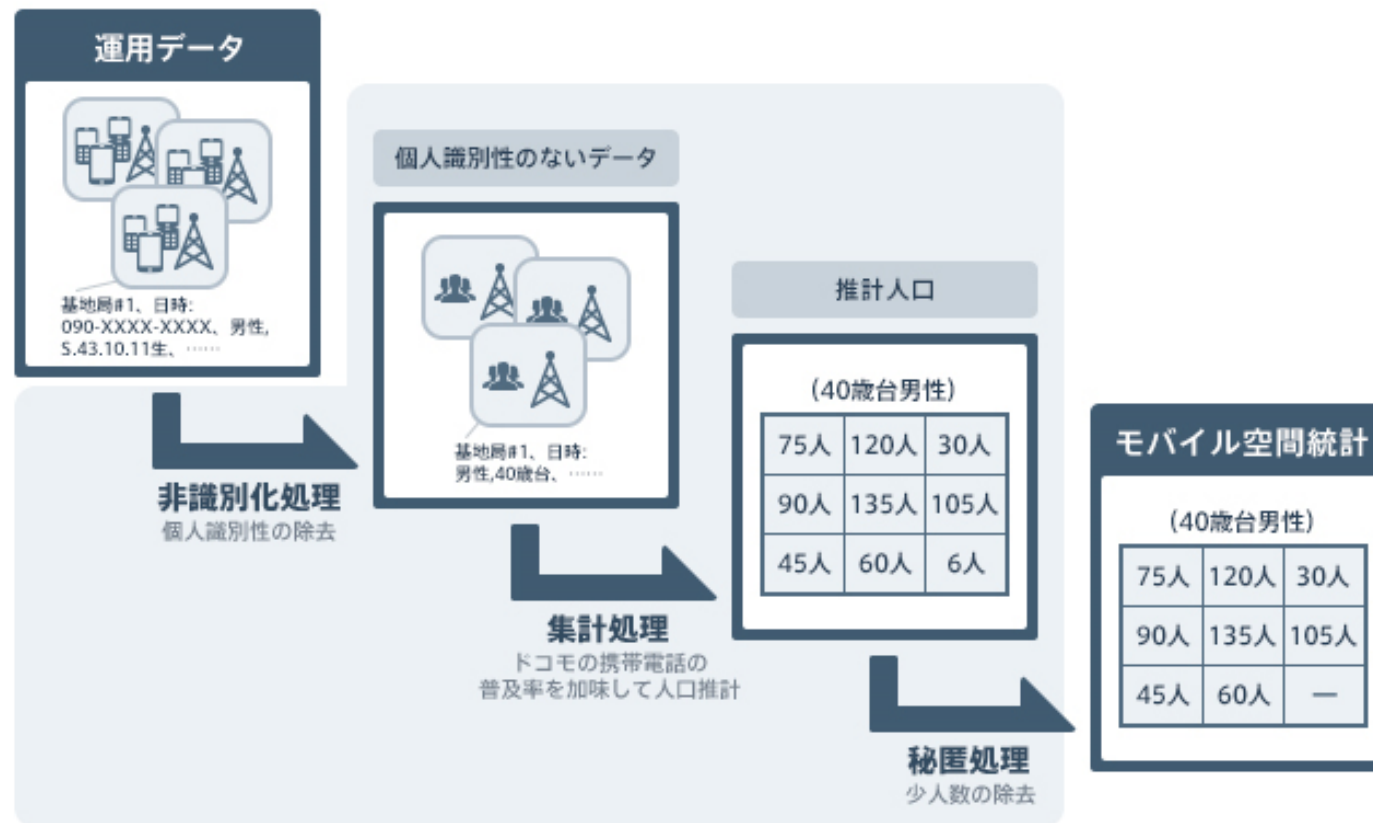 運用データ
基地局#1、日時:
090-XXXX-XXXX、男性,
S.43.10.11生、……
非識別化処理
個人識別性の除去
個人識別性のないデータ
基地局#1、日時:
男性,40歳台、……
集計処理
ドコモの携帯電話の
普及率を加味して人口推計
推計人口
(40歳台男性)
75人 120人 30人
90人 135人 105人
45人 60人 6人
秘匿処理
少人数の除去
モバイル空間統計
(40歳台男性)
75人 120人 30人
90人 135人 105人
45人 60人 ー